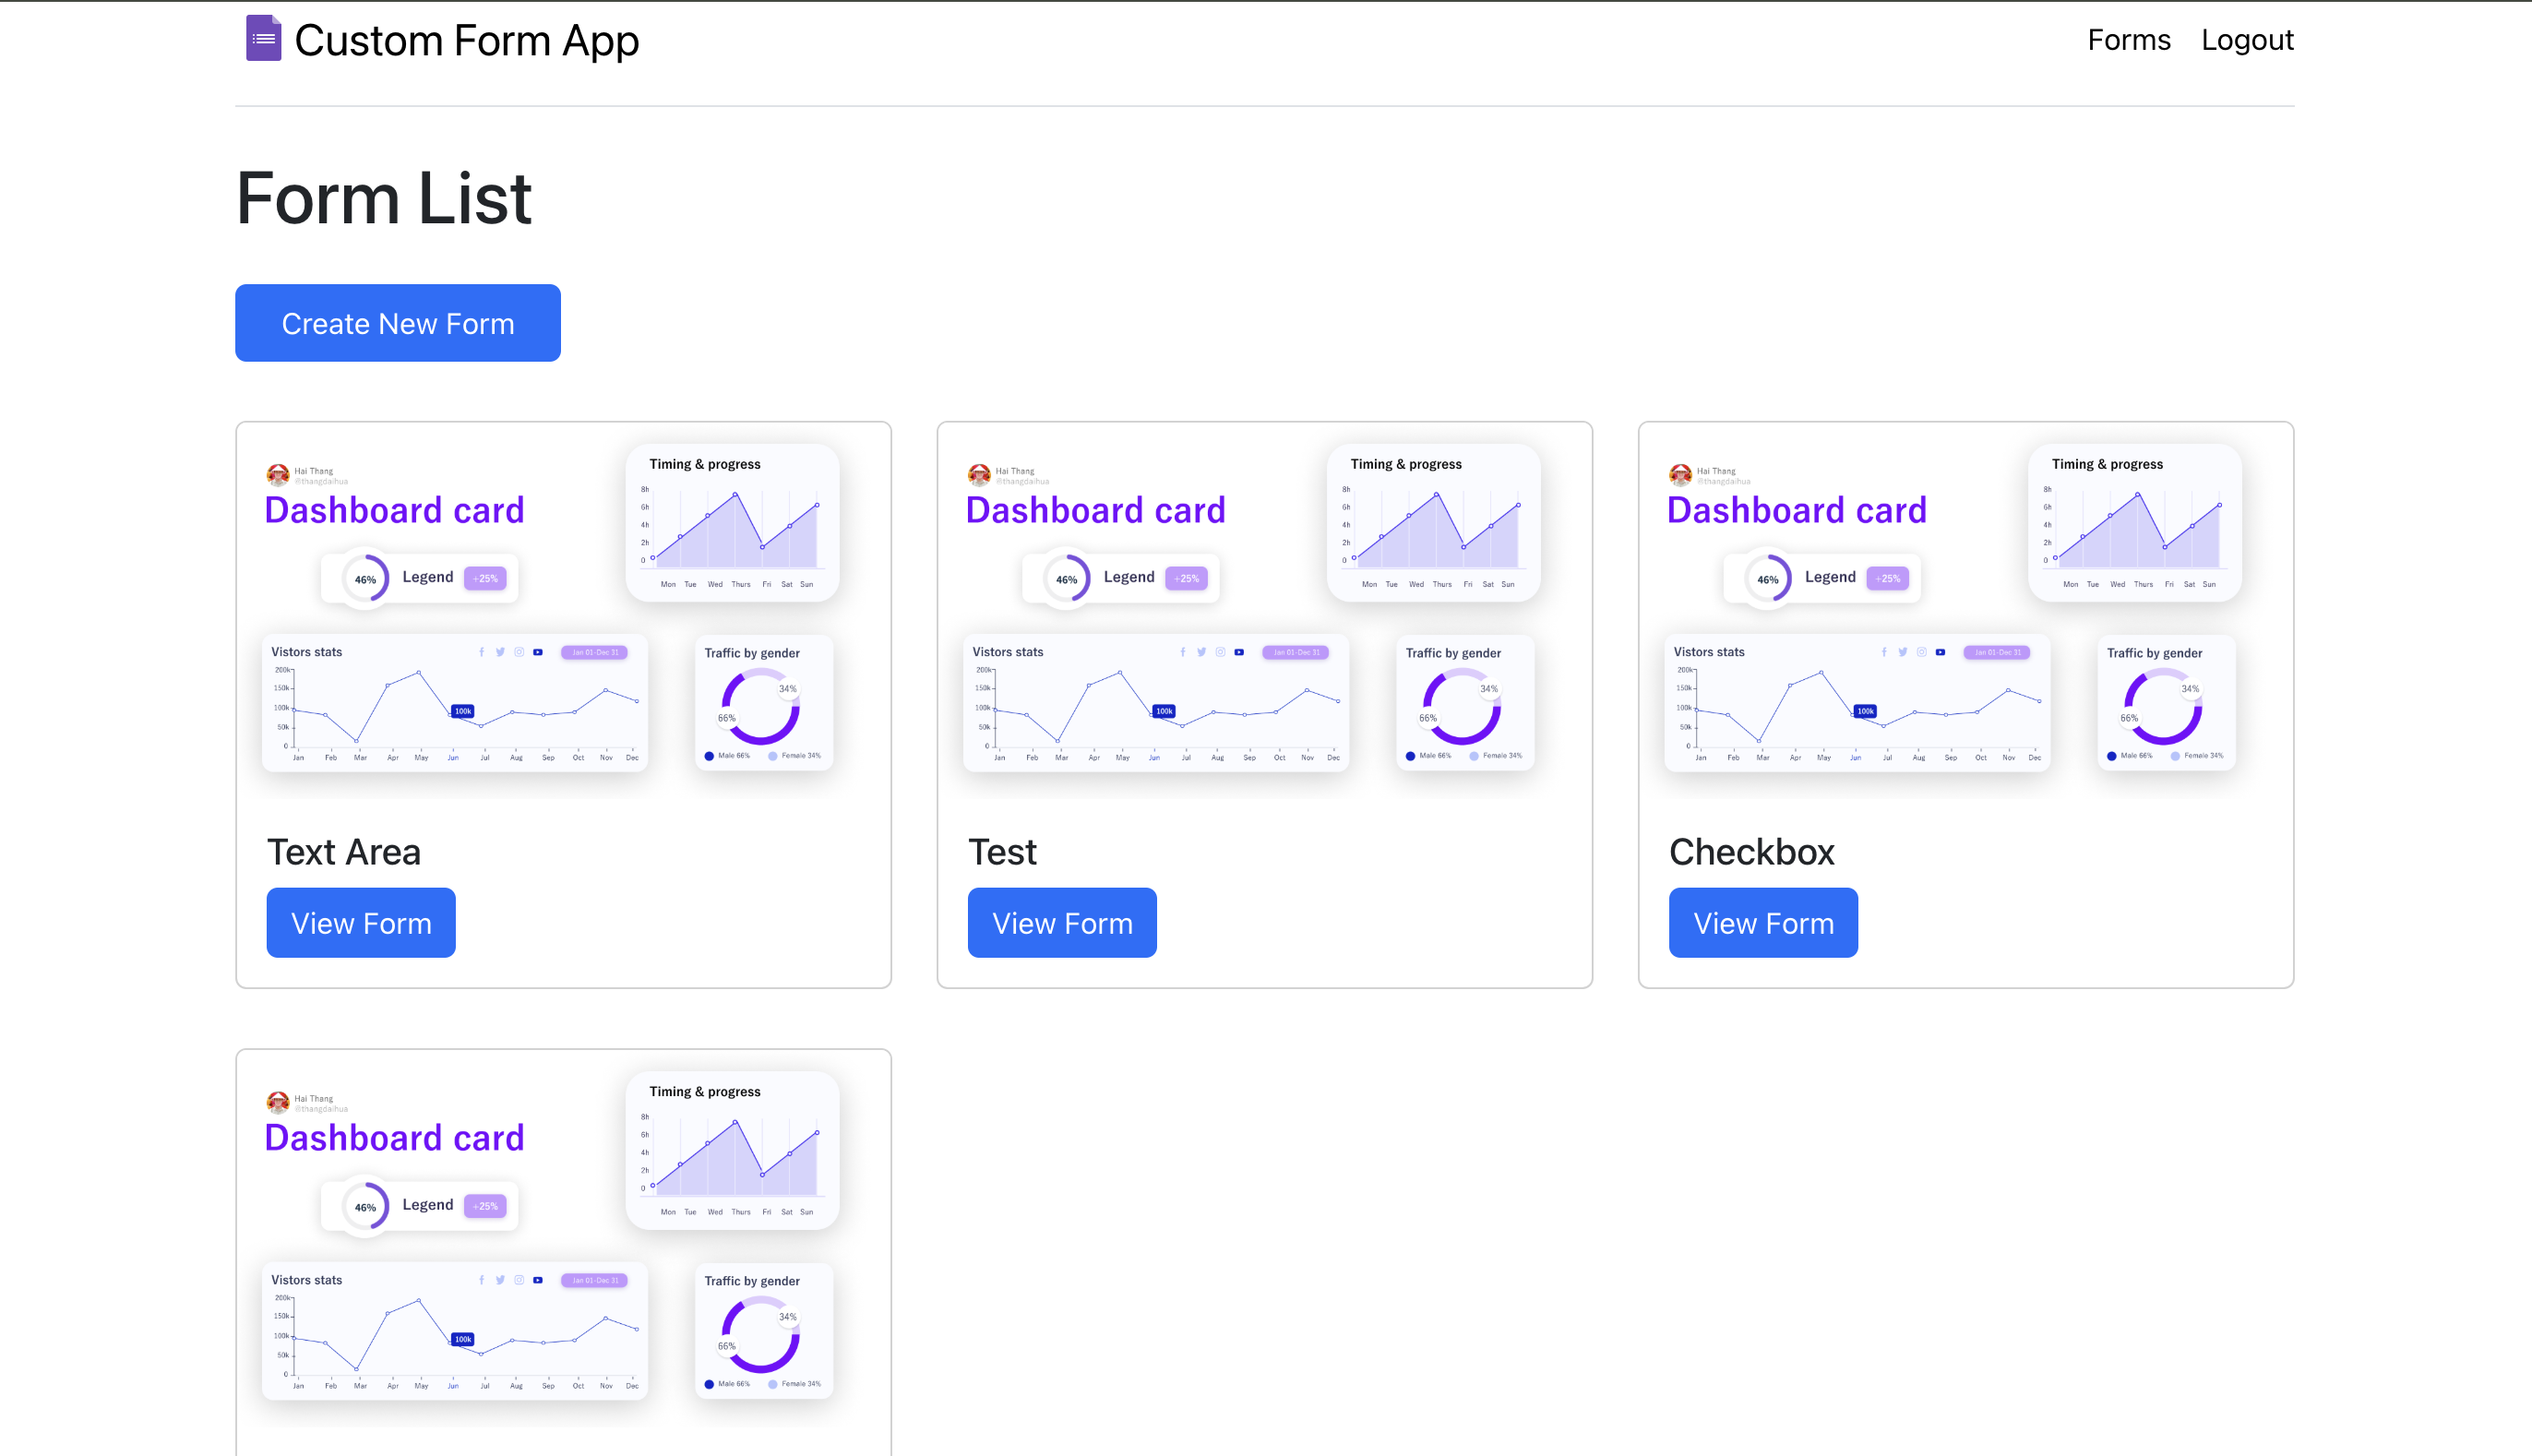 Custom Form App
Forms Logout
Form List
Create New Form
Hai Thang
@thangdaihua
Dashboard card
46% Legend +25%
Timing & progress
8h
6h
4h
2h
0
Mon Tue Wed Thurs Fri Sat Sun
Vistors stats
Jan 01-Dec 31
200k
150k
100k
50k
0
100k
Jan Feb Mar Apr May Jun Jul Aug Sep Oct Nov Dec
Traffic by gender
34%
66%
Male 66% Female 34%
Text Area
View Form
Hai Thang
@thangdaihua
Dashboard card
46% Legend +25%
Timing & progress
8h
6h
4h
2h
0
Mon Tue Wed Thurs Fri Sat Sun
Vistors stats
Jan 01-Dec 31
200k
150k
100k
50k
0
100k
Jan Feb Mar Apr May Jun Jul Aug Sep Oct Nov Dec
Traffic by gender
34%
66%
Male 66% Female 34%
Test
View Form
Hai Thang
@thangdaihua
Dashboard card
46% Legend +25%
Timing & progress
8h
6h
4h
2h
0
Mon Tue Wed Thurs Fri Sat Sun
Vistors stats
Jan 01-Dec 31
200k
150k
100k
50k
0
100k
Jan Feb Mar Apr May Jun Jul Aug Sep Oct Nov Dec
Traffic by gender
34%
66%
Male 66% Female 34%
Checkbox
View Form
Hai Thang
@thangdaihua
Dashboard card
46% Legend +25%
Timing & progress
8h
6h
4h
2h
0
Mon Tue Wed Thurs Fri Sat Sun
Vistors stats
Jan 01-Dec 31
200k
150k
100k
50k
0
100k
Jan Feb Mar Apr May Jun Jul Aug Sep Oct Nov Dec
Traffic by gender
34%
66%
Male 66% Female 34%